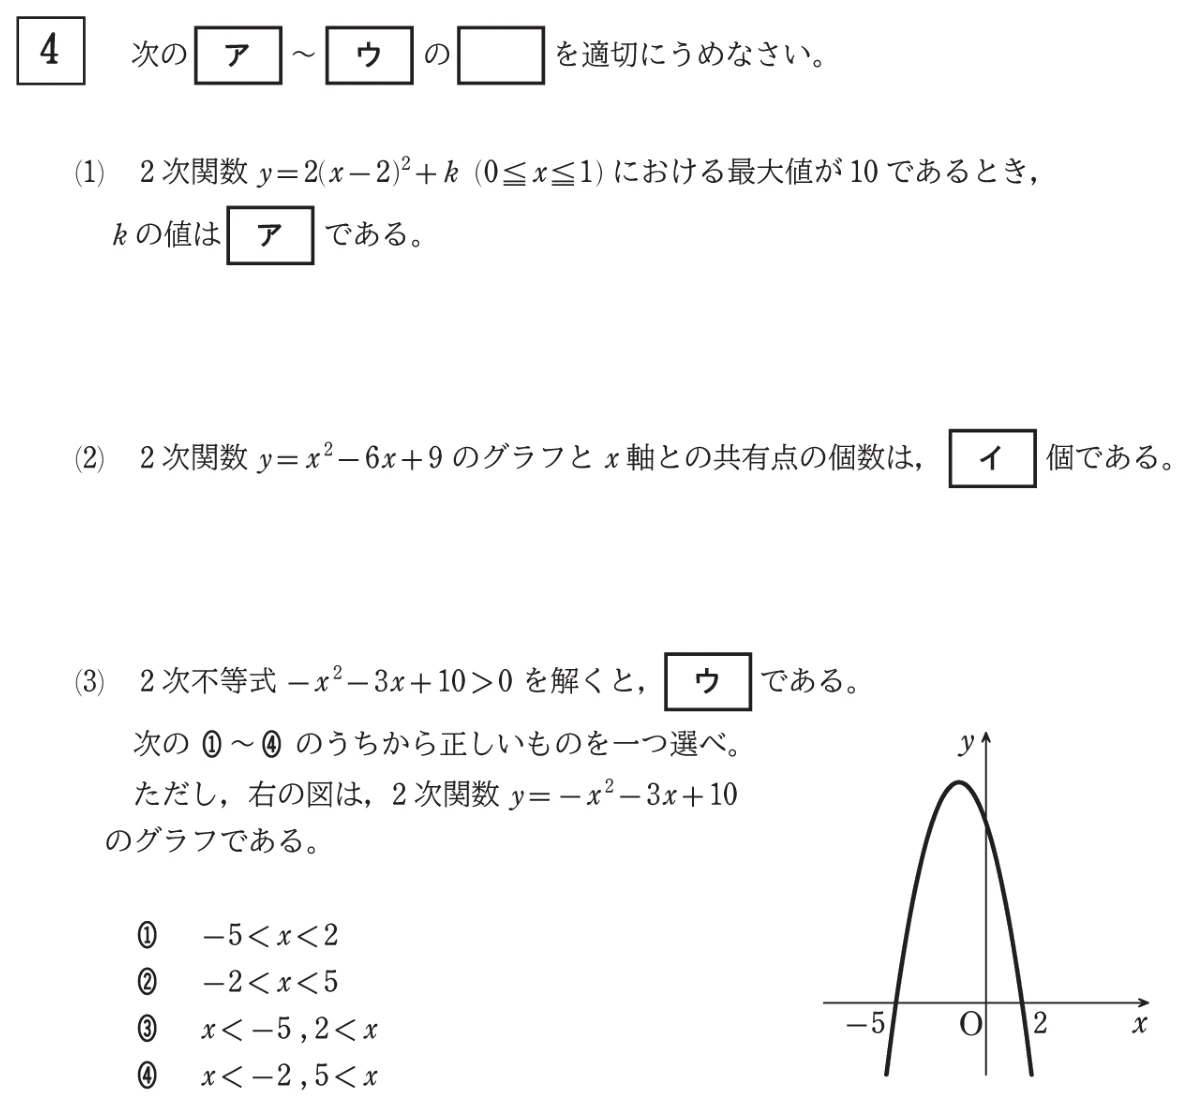 4 次の ア ～ ウ の を適切にうめなさい。
(1) 2次関数 y=2(x−2)²+k (0≦x≦1) における最大値が 10 であるとき，
k の値は ア である。
(2) 2次関数 y=x²−6x+9 のグラフと x 軸との共有点の個数は， イ 個である。
(3) 2次不等式 −x²−3x+10>0 を解くと， ウ である。
次の ①～④ のうちから正しいものを一つ選べ。
ただし，右の図は，2次関数 y=−x²−3x+10
のグラフである。
① −5<x<2
② −2<x<5
③ x<−5 , 2<x
④ x<−2 , 5<x
y
−5 O 2 x